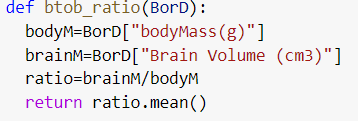 def btob_ratio(BorD):
  bodyM=BorD["bodyMass(g)"]
  brainM=BorD["Brain Volume (cm3)"]
  ratio=brainM/bodyM
  return ratio.mean()